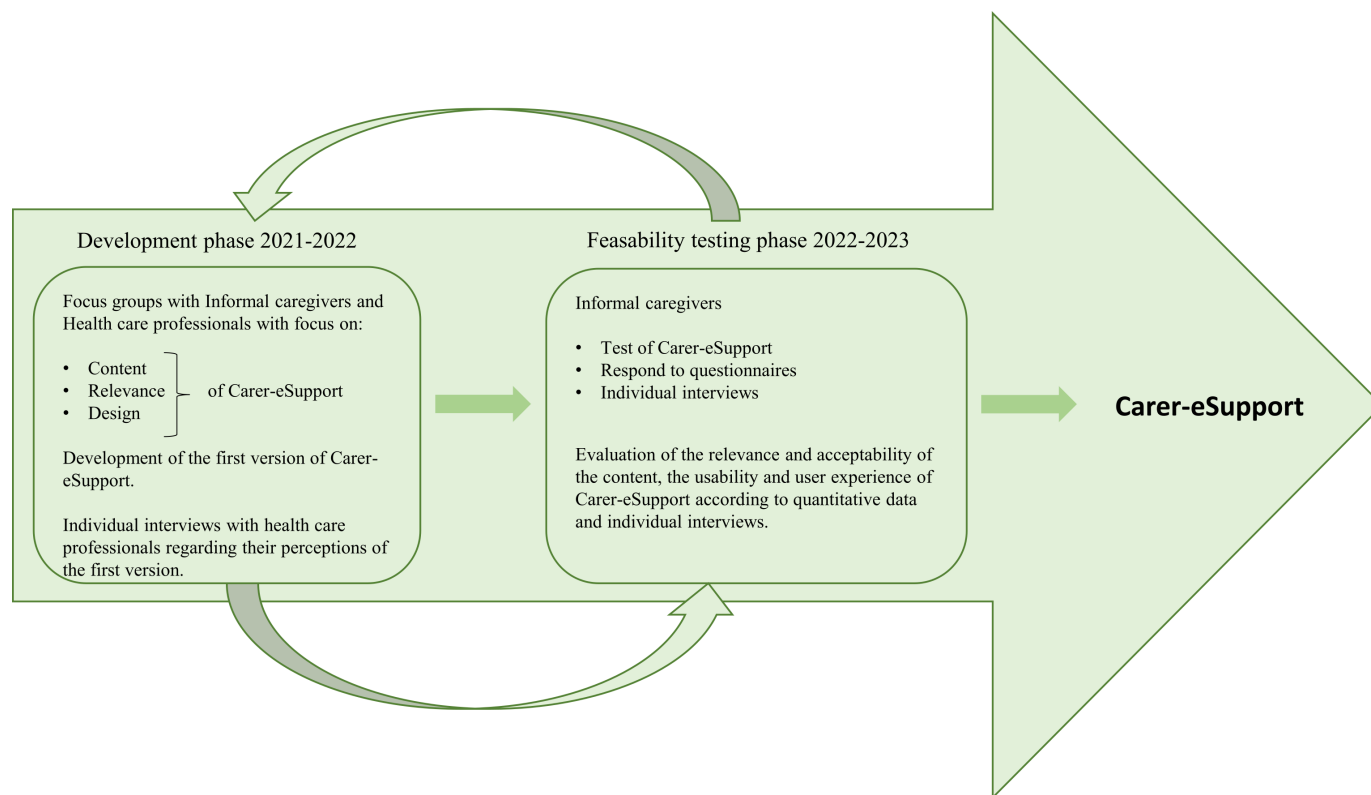 Development phase 2021-2022
Focus groups with Informal caregivers and
Health care professionals with focus on:
• Content
• Relevance
• Design
of Carer-eSupport
Development of the first version of Carer-
eSupport.
Individual interviews with health care
professionals regarding their perceptions of
the first version.
Feasability testing phase 2022-2023
Informal caregivers
• Test of Carer-eSupport
• Respond to questionnaires
• Individual interviews
Evaluation of the relevance and acceptability of
the content, the usability and user experience of
Carer-eSupport according to quantitative data
and individual interviews.
Carer-eSupport